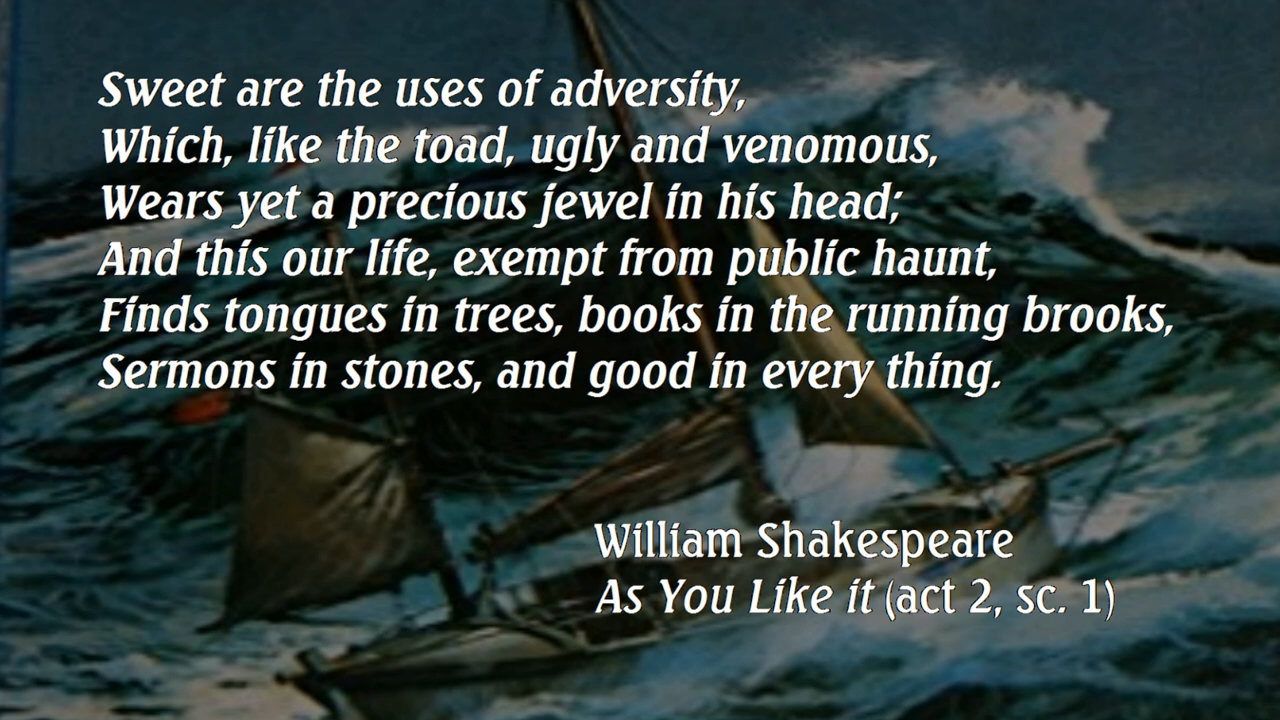 Sweet are the uses of adversity,
Which, like the toad, ugly and venomous,
Wears yet a precious jewel in his head;
And this our life, exempt from public haunt,
Finds tongues in trees, books in the running brooks,
Sermons in stones, and good in every thing.
William Shakespeare
As You Like it (act 2, sc. 1)